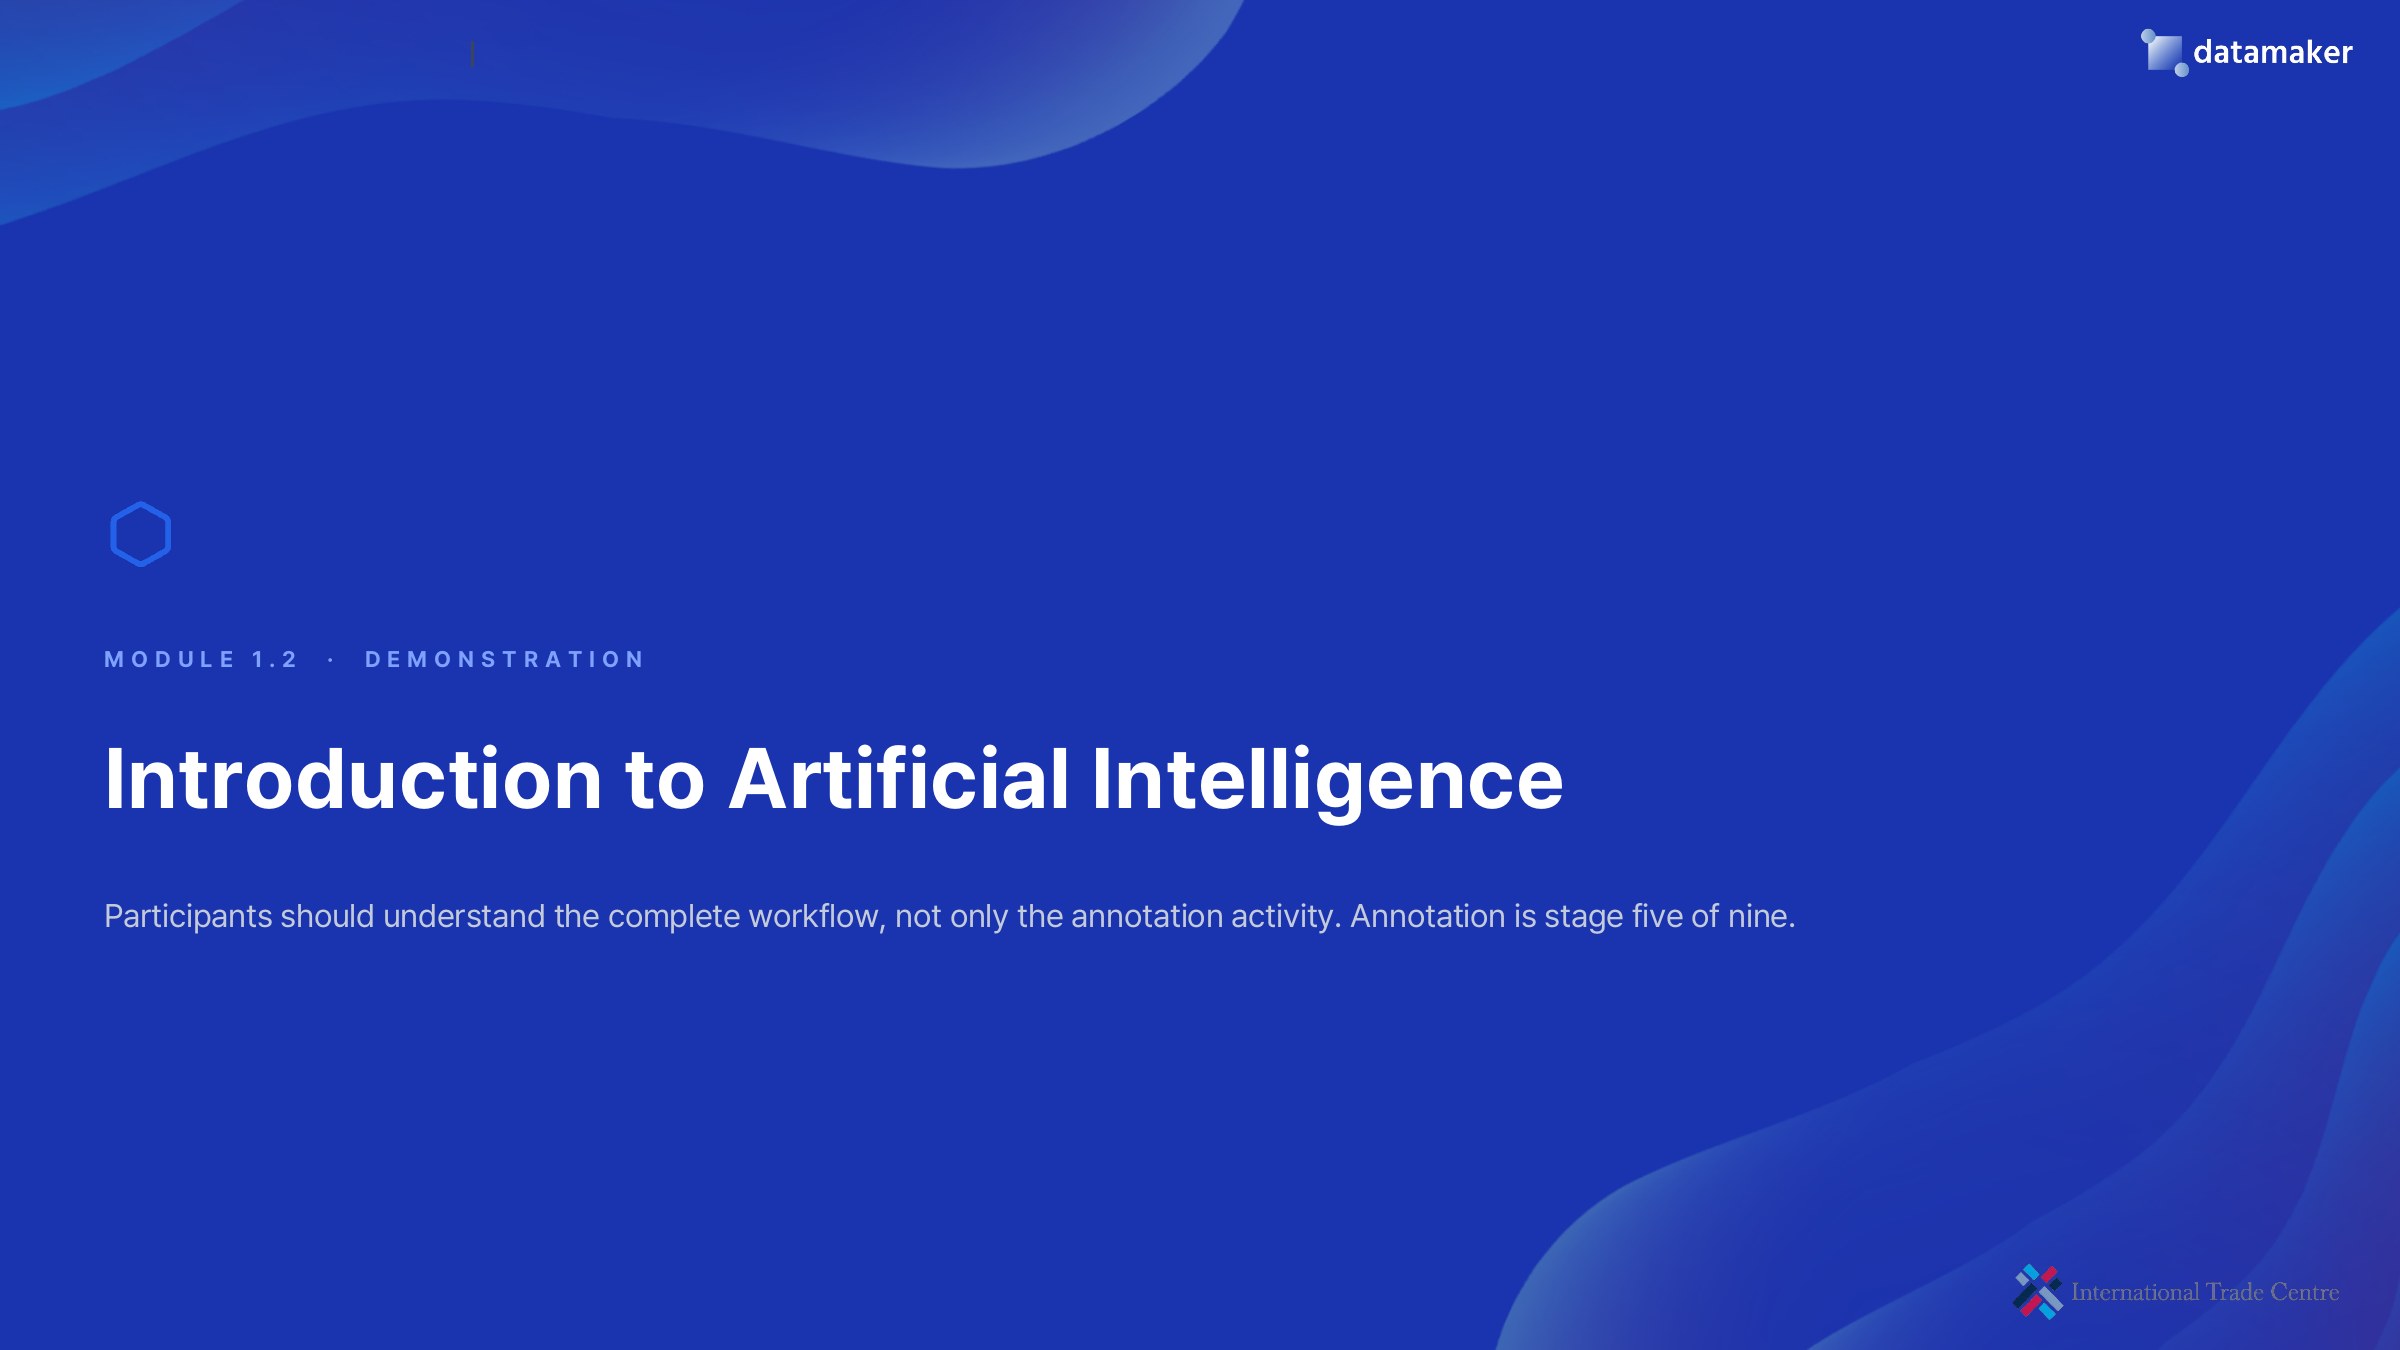 datamaker
MODULE 1.2 · DEMONSTRATION
Introduction to Artificial Intelligence
Participants should understand the complete workflow, not only the annotation activity. Annotation is stage five of nine.
International Trade Centre